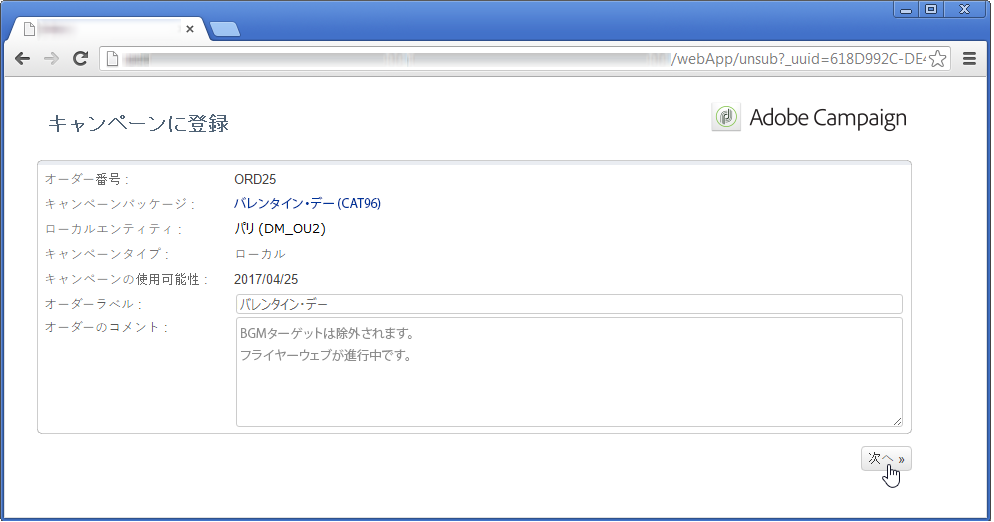 /webApp/unsub?_uuid=618D992C-DE4
キャンペーンに登録
Adobe Campaign
オーダー番号 : ORD25
キャンペーンパッケージ : バレンタイン・デー (CAT96)
ローカルエンティティ : パリ (DM_OU2)
キャンペーンタイプ : ローカル
キャンペーンの使用可能性 : 2017/04/25
オーダーラベル : バレンタイン・デー
オーダーのコメント : BGMターゲットは除外されます。
フライヤーウェブが進行中です。
次へ »